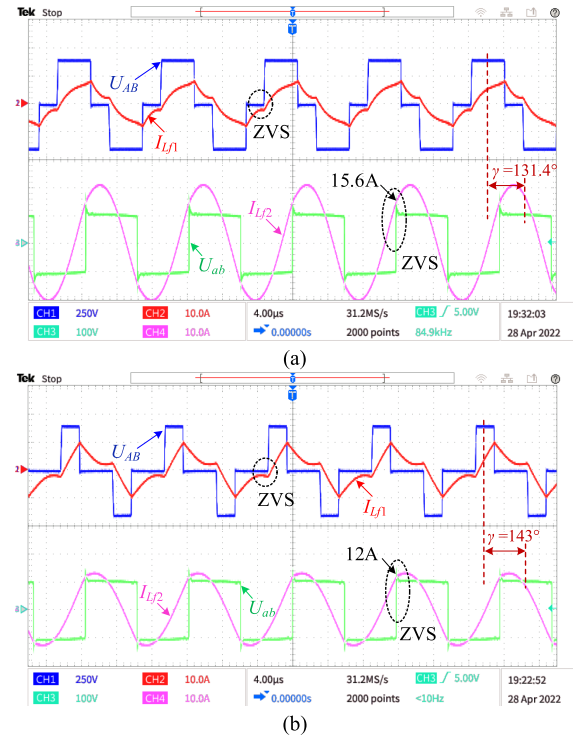 Tek Stop
T
T
2
U_AB
I_Lf1
ZVS
γ=131.4°
15.6A
I_Lf2
U_ab
ZVS
CH1 250V CH2 10.0A 4.00μs 31.2MS/s CH3 5.00V 19:32:03
CH3 100V CH4 10.0A 0.00000s 2000 points 84.9kHz 28 Apr 2022
(a)
Tek Stop
T
T
U_AB
ZVS
I_Lf1
γ=143°
12A
I_Lf2
U_ab
ZVS
CH1 250V CH2 10.0A 4.00μs 31.2MS/s CH3 5.00V 19:22:52
CH3 100V CH4 10.0A 0.00000s 2000 points <10Hz 28 Apr 2022
(b)